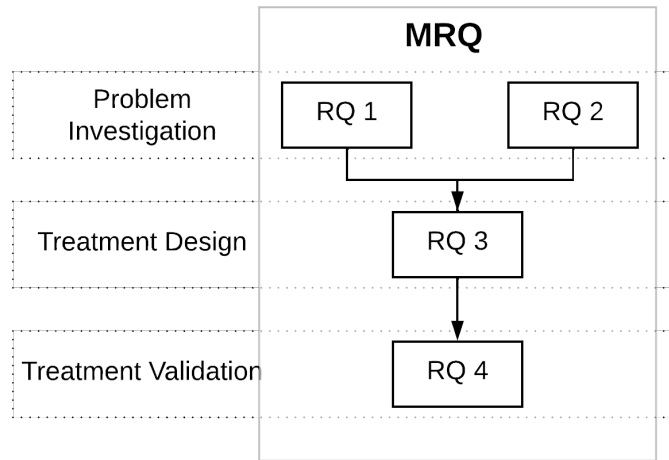 MRQ
Problem
Investigation
RQ 1
RQ 2
Treatment Design
RQ 3
Treatment Validation
RQ 4